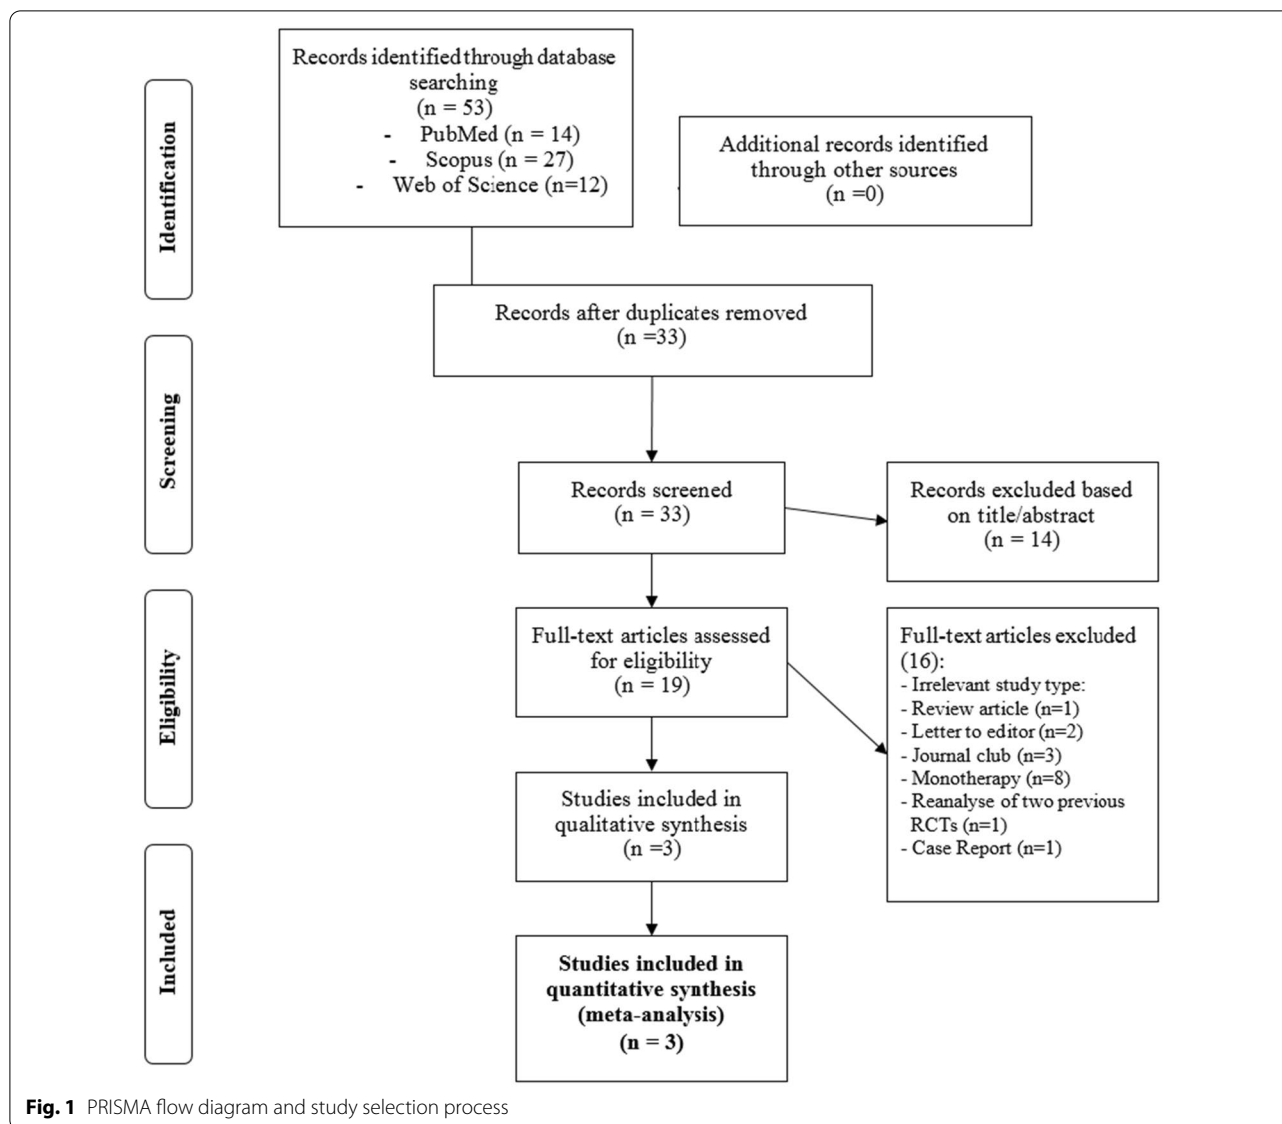 Identification
Records identified through database
searching
(n = 53)
- PubMed (n = 14)
- Scopus (n = 27)
- Web of Science (n=12)
Additional records identified
through other sources
(n =0)
Records after duplicates removed
(n =33)
Screening
Records screened
(n = 33)
Records excluded based
on title/abstract
(n = 14)
Eligibility
Full-text articles assessed
for eligibility
(n = 19)
Full-text articles excluded
(16):
- Irrelevant study type:
- Review article (n=1)
- Letter to editor (n=2)
- Journal club (n=3)
- Monotherapy (n=8)
- Reanalyse of two previous
RCTs (n=1)
- Case Report (n=1)
Studies included in
qualitative synthesis
(n =3)
Included
Studies included in
quantitative synthesis
(meta-analysis)
(n = 3)
Fig. 1 PRISMA flow diagram and study selection process